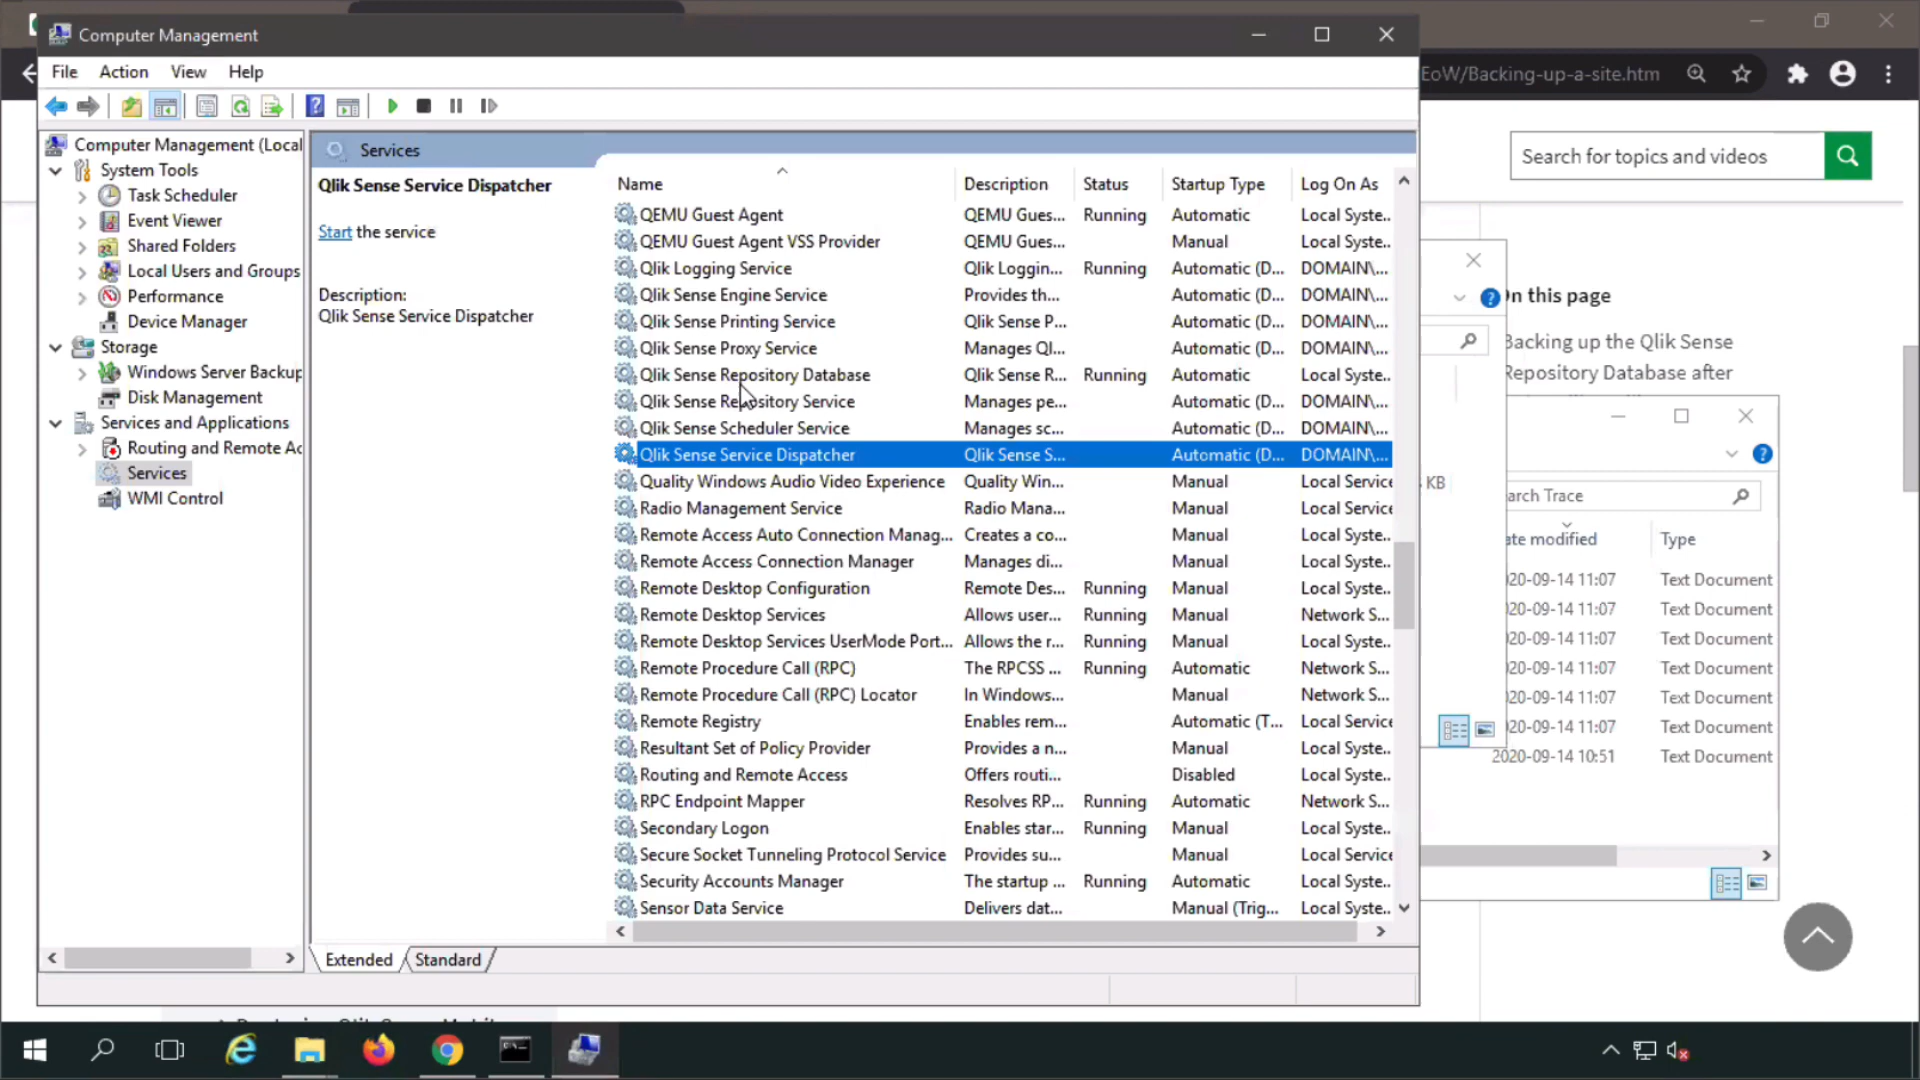 Computer Management
File Action View Help
EoW/Backing-up-a-site.htm
Search for topics and videos
Computer Management (Local
System Tools
Task Scheduler
Event Viewer
Shared Folders
Local Users and Groups
Performance
Device Manager
Storage
Windows Server Backup
Disk Management
Services and Applications
Routing and Remote Ac
Services
WMI Control
Services
Qlik Sense Service Dispatcher
Start the service
Description:
Qlik Sense Service Dispatcher
Name Description Status Startup Type Log On As
QEMU Guest Agent QEMU Gues... Running Automatic Local Syste..
QEMU Guest Agent VSS Provider QEMU Gues... Manual Local Syste..
Qlik Logging Service Qlik Loggin... Running Automatic (D... DOMAIN\...
Qlik Sense Engine Service Provides th... Automatic (D... DOMAIN\...
Qlik Sense Printing Service Qlik Sense P... Automatic (D... DOMAIN\...
Qlik Sense Proxy Service Manages Ql... Automatic (D... DOMAIN\...
Qlik Sense Repository Database Qlik Sense R... Running Automatic Local Syste..
Qlik Sense Repository Service Manages pe... Automatic (D... DOMAIN\...
Qlik Sense Scheduler Service Manages sc... Automatic (D... DOMAIN\...
Qlik Sense Service Dispatcher Qlik Sense S... Automatic (D... DOMAIN\...
Quality Windows Audio Video Experience Quality Win... Manual Local Service
Radio Management Service Radio Mana... Manual Local Service
Remote Access Auto Connection Manag... Creates a co... Manual Local Syste..
Remote Access Connection Manager Manages di... Manual Local Syste..
Remote Desktop Configuration Remote Des... Running Manual Local Syste..
Remote Desktop Services Allows user... Running Manual Network S...
Remote Desktop Services UserMode Port... Allows the r... Running Manual Local Syste..
Remote Procedure Call (RPC) The RPCSS ... Running Automatic Network S...
Remote Procedure Call (RPC) Locator In Windows... Manual Network S...
Remote Registry Enables rem... Automatic (T... Local Service
Resultant Set of Policy Provider Provides a n... Manual Local Syste..
Routing and Remote Access Offers routi... Disabled Local Syste..
RPC Endpoint Mapper Resolves RP... Running Automatic Network S...
Secondary Logon Enables star... Running Manual Local Syste..
Secure Socket Tunneling Protocol Service Provides su... Manual Local Service
Security Accounts Manager The startup ... Running Automatic Local Syste..
Sensor Data Service Delivers dat... Manual (Trig... Local Syste..
Extended Standard
On this page
Backing up the Qlik Sense
Repository Database after
KB
arch Trace
ate modified Type
020-09-14 11:07 Text Document
020-09-14 11:07 Text Document
020-09-14 11:07 Text Document
020-09-14 11:07 Text Document
020-09-14 11:07 Text Document
020-09-14 11:07 Text Document
2020-09-14 10:51 Text Document